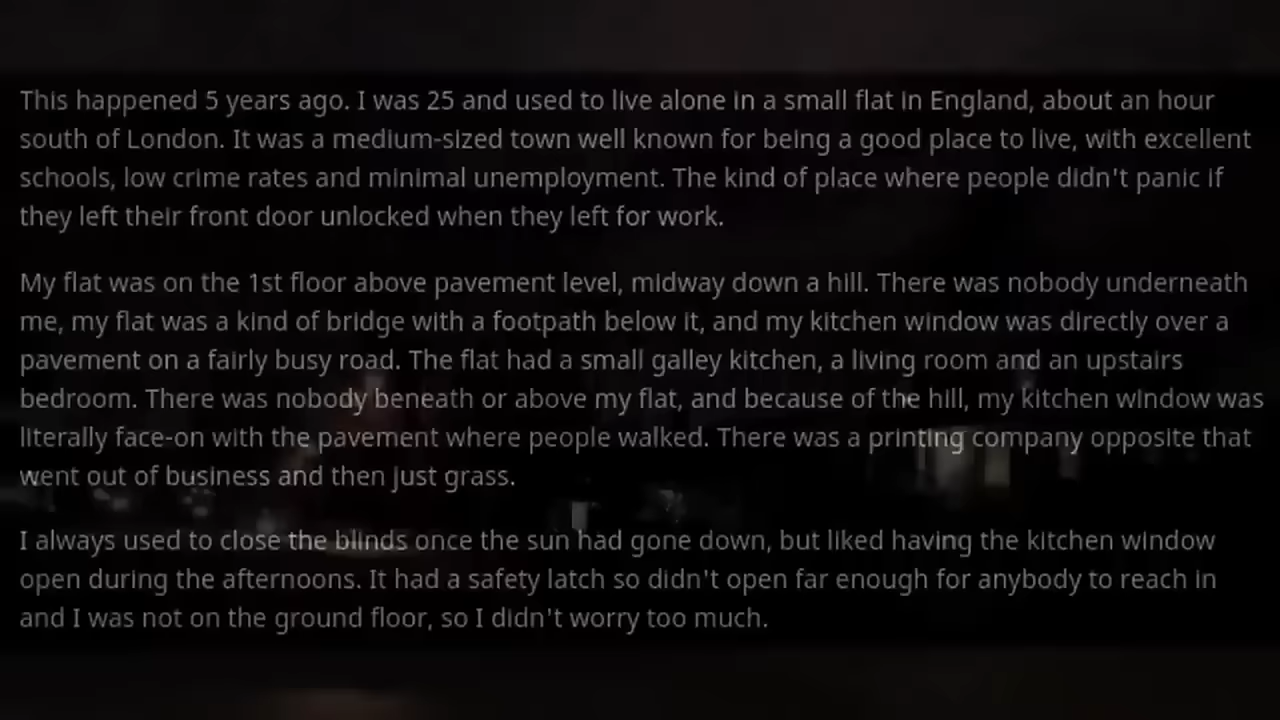 This happened 5 years ago. I was 25 and used to live alone in a small flat in England, about an hour
south of London. It was a medium-sized town well known for being a good place to live, with excellent
schools, low crime rates and minimal unemployment. The kind of place where people didn't panic if
they left their front door unlocked when they left for work.
My flat was on the 1st floor above pavement level, midway down a hill. There was nobody underneath
me, my flat was a kind of bridge with a footpath below it, and my kitchen window was directly over a
pavement on a fairly busy road. The flat had a small galley kitchen, a living room and an upstairs
bedroom. There was nobody beneath or above my flat, and because of the hill, my kitchen window was
literally face-on with the pavement where people walked. There was a printing company opposite that
went out of business and then just grass.
I always used to close the blinds once the sun had gone down, but liked having the kitchen window
open during the afternoons. It had a safety latch so didn't open far enough for anybody to reach in
and I was not on the ground floor, so I didn't worry too much.